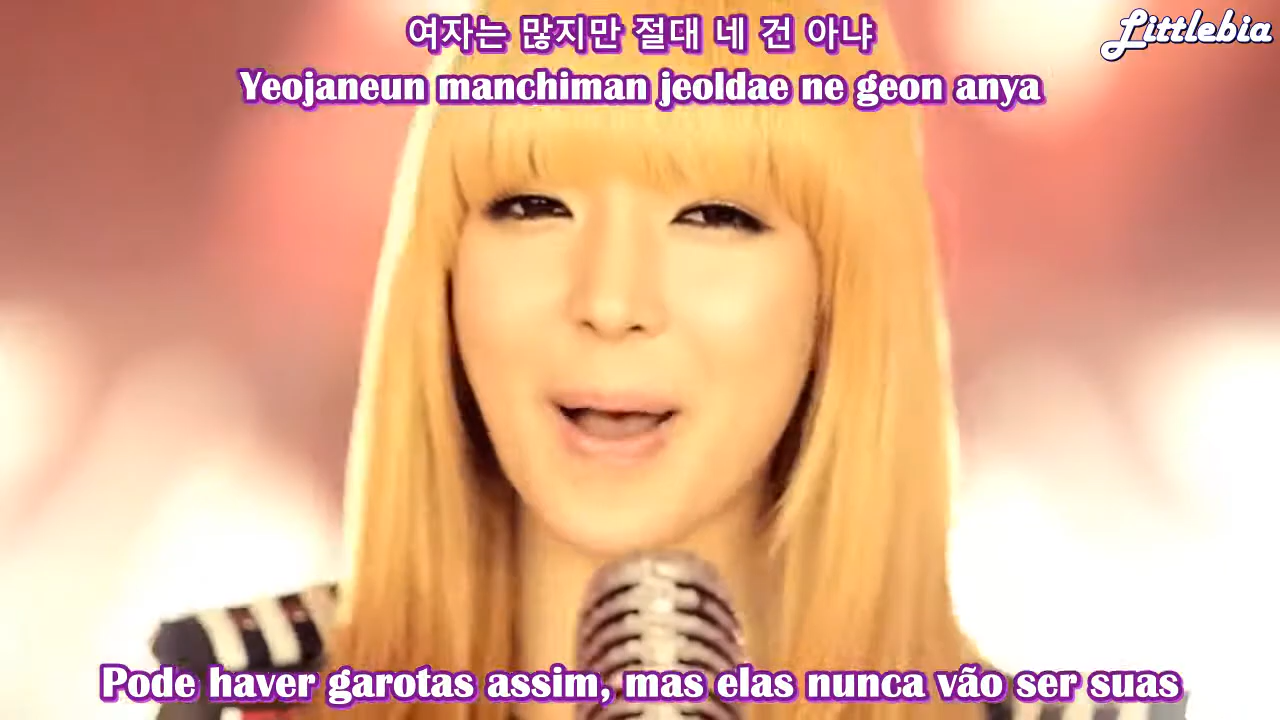 여자는 많지만 절대 네 건 아냐
Littlebia
Yeojaneun manchiman jeoldae ne geon anya
Pode haver garotas assim, mas elas nunca vão ser suas